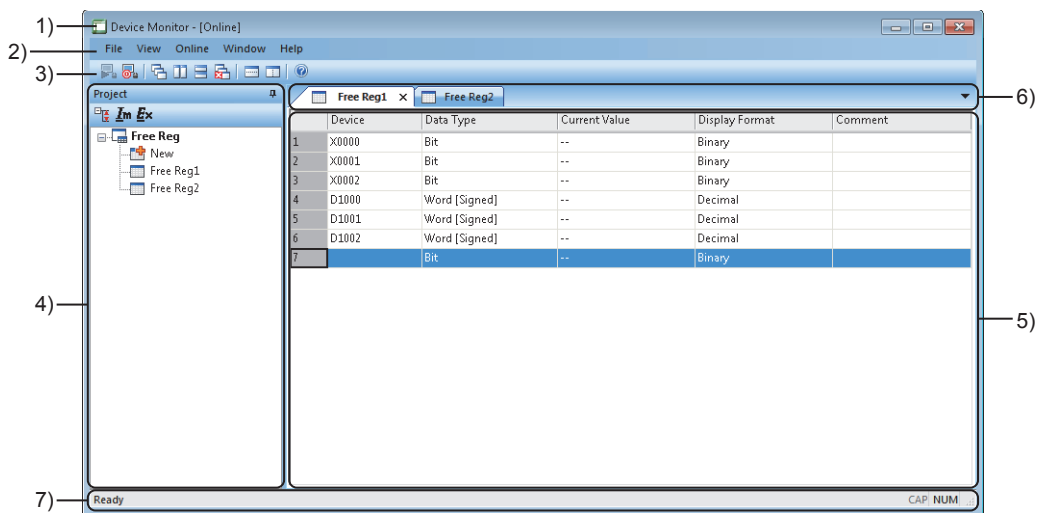 1) Device Monitor - [Online]
2) File View Online Window Help
3)
Project
Im Ex
Free Reg
New
Free Reg1
Free Reg2
4)
Free Reg1 × Free Reg2
6)
Device Data Type Current Value Display Format Comment
1 X0000 Bit -- Binary
2 X0001 Bit -- Binary
3 X0002 Bit -- Binary
4 D1000 Word [Signed] -- Decimal
5 D1001 Word [Signed] -- Decimal
6 D1002 Word [Signed] -- Decimal
7 Bit -- Binary
5)
7) Ready CAP NUM